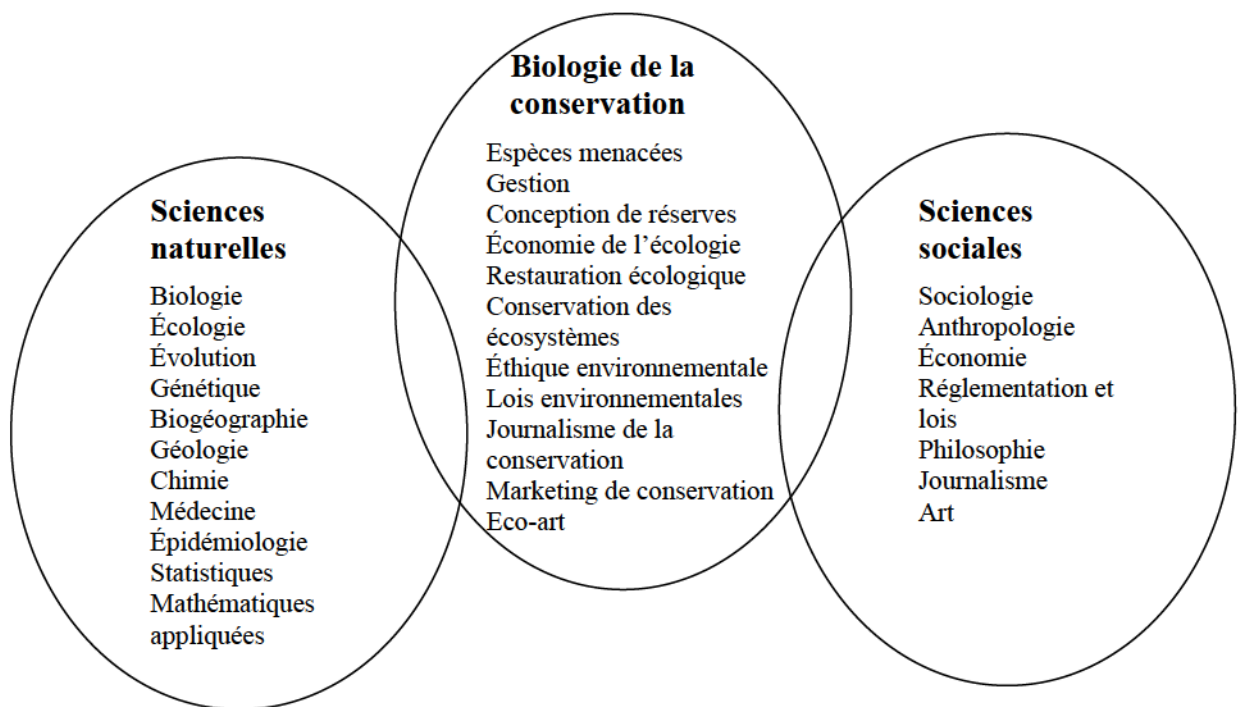 Biologie de la
conservation
Espèces menacées
Gestion
Conception de réserves
Économie de l’écologie
Restauration écologique
Conservation des
écosystèmes
Éthique environnementale
Lois environnementales
Journalisme de la
conservation
Marketing de conservation
Eco-art
Sciences
naturelles
Biologie
Écologie
Évolution
Génétique
Biogéographie
Géologie
Chimie
Médecine
Épidémiologie
Statistiques
Mathématiques
appliquées
Sciences
sociales
Sociologie
Anthropologie
Économie
Réglementation et
lois
Philosophie
Journalisme
Art